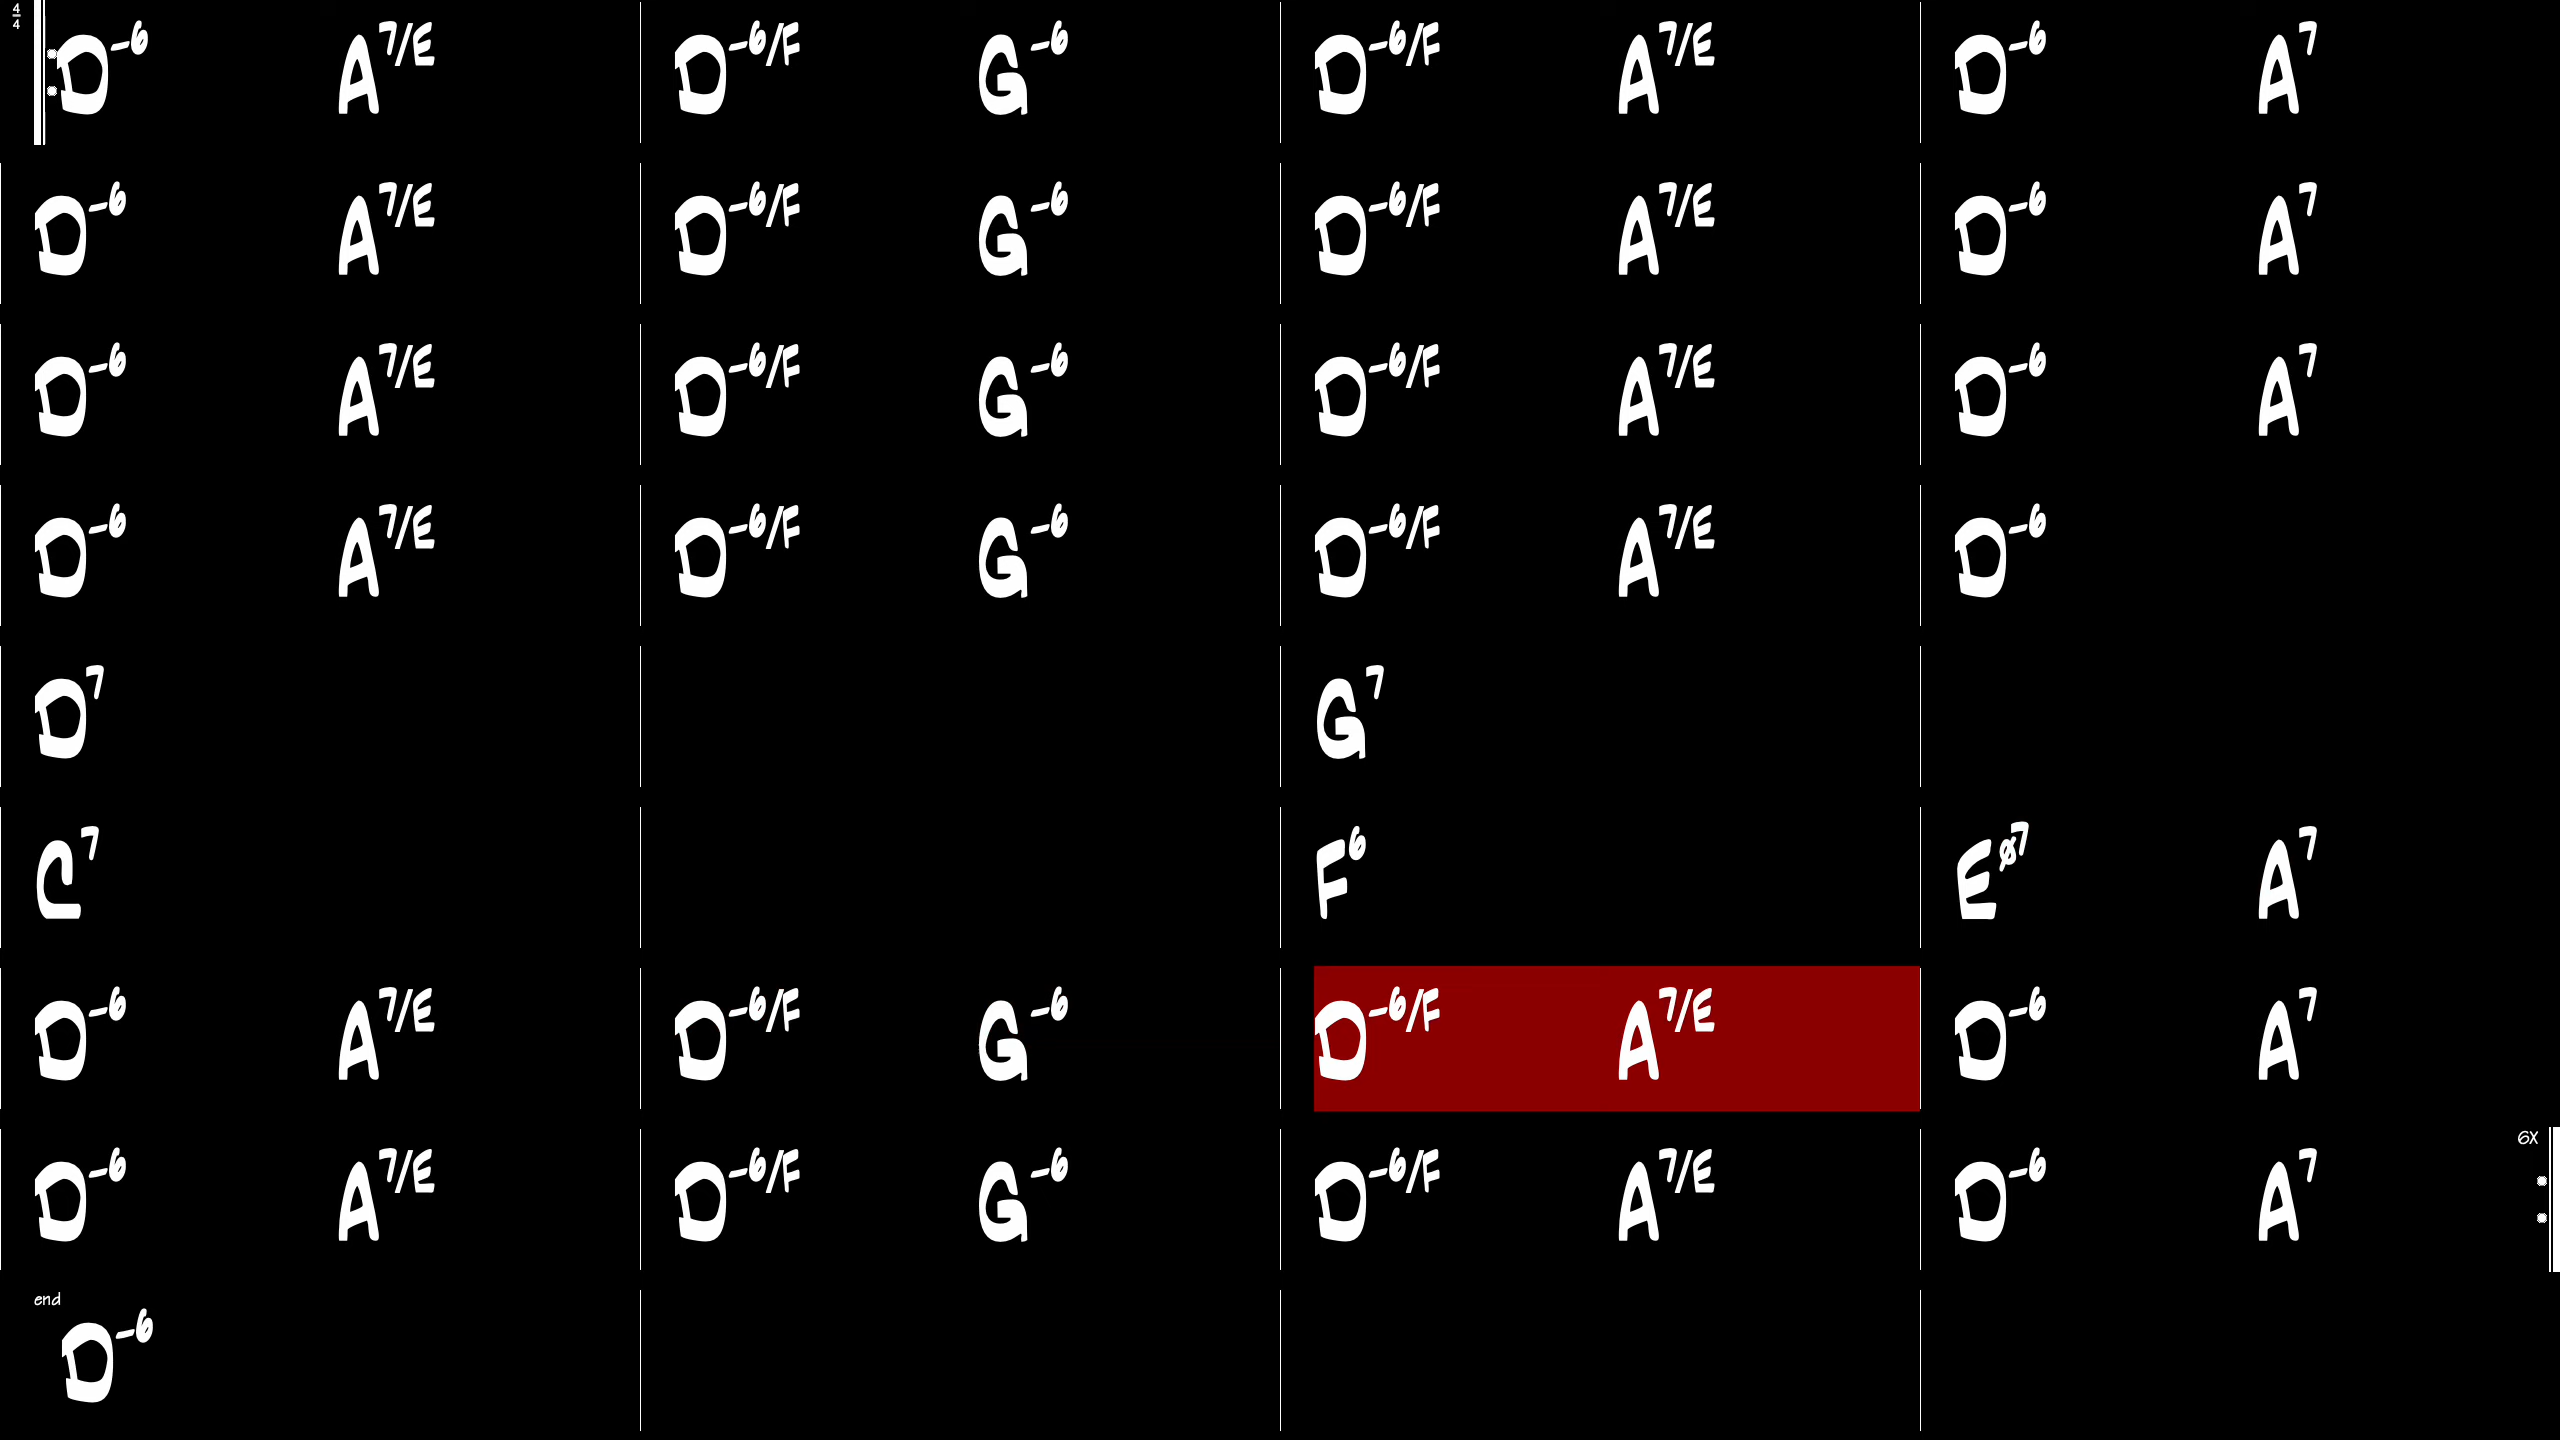 4/4 D-6 A7/E D-6/F G-6 D-6/F A7/E D-6 A7
D-6 A7/E D-6/F G-6 D-6/F A7/E D-6 A7
D-6 A7/E D-6/F G-6 D-6/F A7/E D-6 A7
D-6 A7/E D-6/F G-6 D-6/F A7/E D-6
D7 G7
C7 F6 Eø7 A7
D-6 A7/E D-6/F G-6 D-6/F A7/E D-6 A7
D-6 A7/E D-6/F G-6 D-6/F A7/E D-6 A7 6x
end
D-6